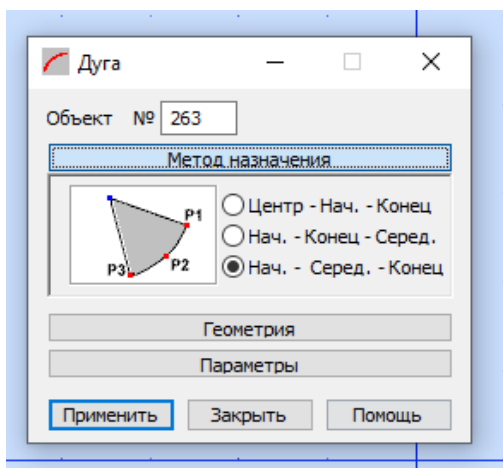 Дуга
Объект № 263
Метод назначения
P1
P2
P3
Центр - Нач. - Конец
Нач. - Конец - Серед.
Нач. - Серед. - Конец
Геометрия
Параметры
Применить Закрыть Помощь